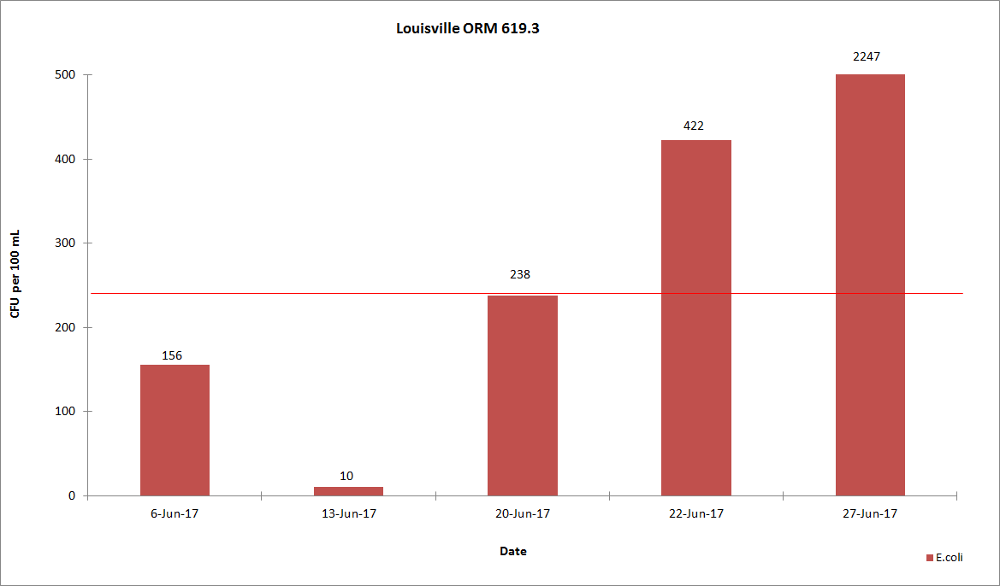 Louisville ORM 619.3
2247
500
422
400
300
238
200
156
100
10
0
CFU per 100 mL
6-Jun-17
13-Jun-17
20-Jun-17
22-Jun-17
27-Jun-17
Date
E.coli